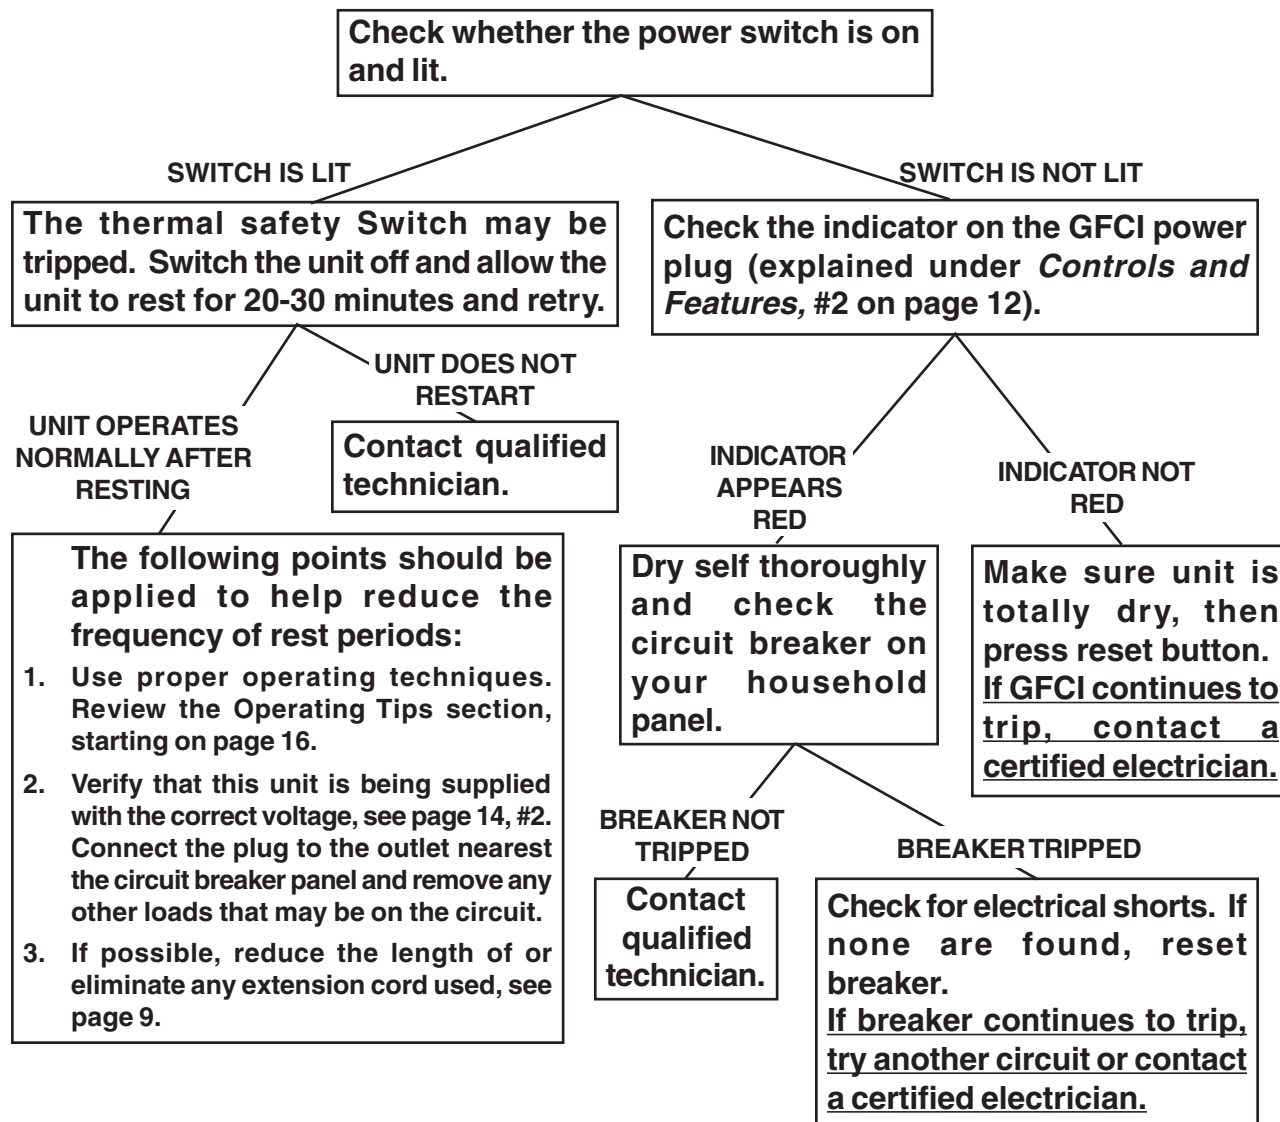 Check whether the power switch is on
and lit.
SWITCH IS LIT
The thermal safety Switch may be
tripped. Switch the unit off and allow the
unit to rest for 20-30 minutes and retry.
UNIT DOES NOT
RESTART
Contact qualified
technician.
UNIT OPERATES
NORMALLY AFTER
RESTING
The following points should be
applied to help reduce the
frequency of rest periods:
1. Use proper operating techniques.
Review the Operating Tips section,
starting on page 16.
2. Verify that this unit is being supplied
with the correct voltage, see page 14, #2.
Connect the plug to the outlet nearest
the circuit breaker panel and remove any
other loads that may be on the circuit.
3. If possible, reduce the length of or
eliminate any extension cord used, see
page 9.
SWITCH IS NOT LIT
Check the indicator on the GFCI power
plug (explained under Controls and
Features, #2 on page 12).
INDICATOR
APPEARS
RED
Dry self thoroughly
and check the
circuit breaker on
your household
panel.
BREAKER NOT
TRIPPED
Contact
qualified
technician.
BREAKER TRIPPED
Check for electrical shorts. If
none are found, reset
breaker.
If breaker continues to trip,
try another circuit or contact
a certified electrician.
INDICATOR NOT
RED
Make sure unit is
totally dry, then
press reset button.
If GFCI continues to
trip, contact a
certified electrician.